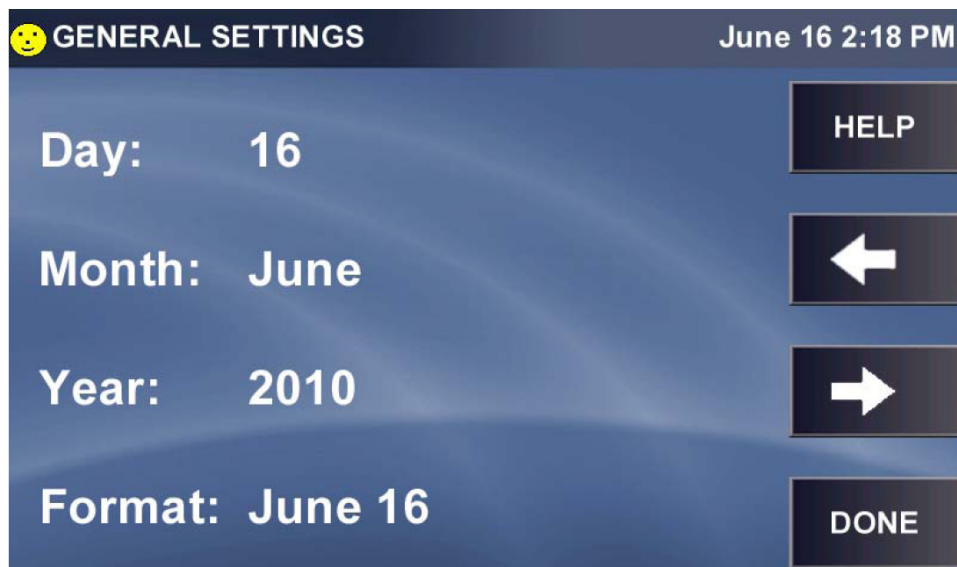 GENERAL SETTINGS June 16 2:18 PM
Day: 16
HELP
Month: June
Year: 2010
Format: June 16
DONE